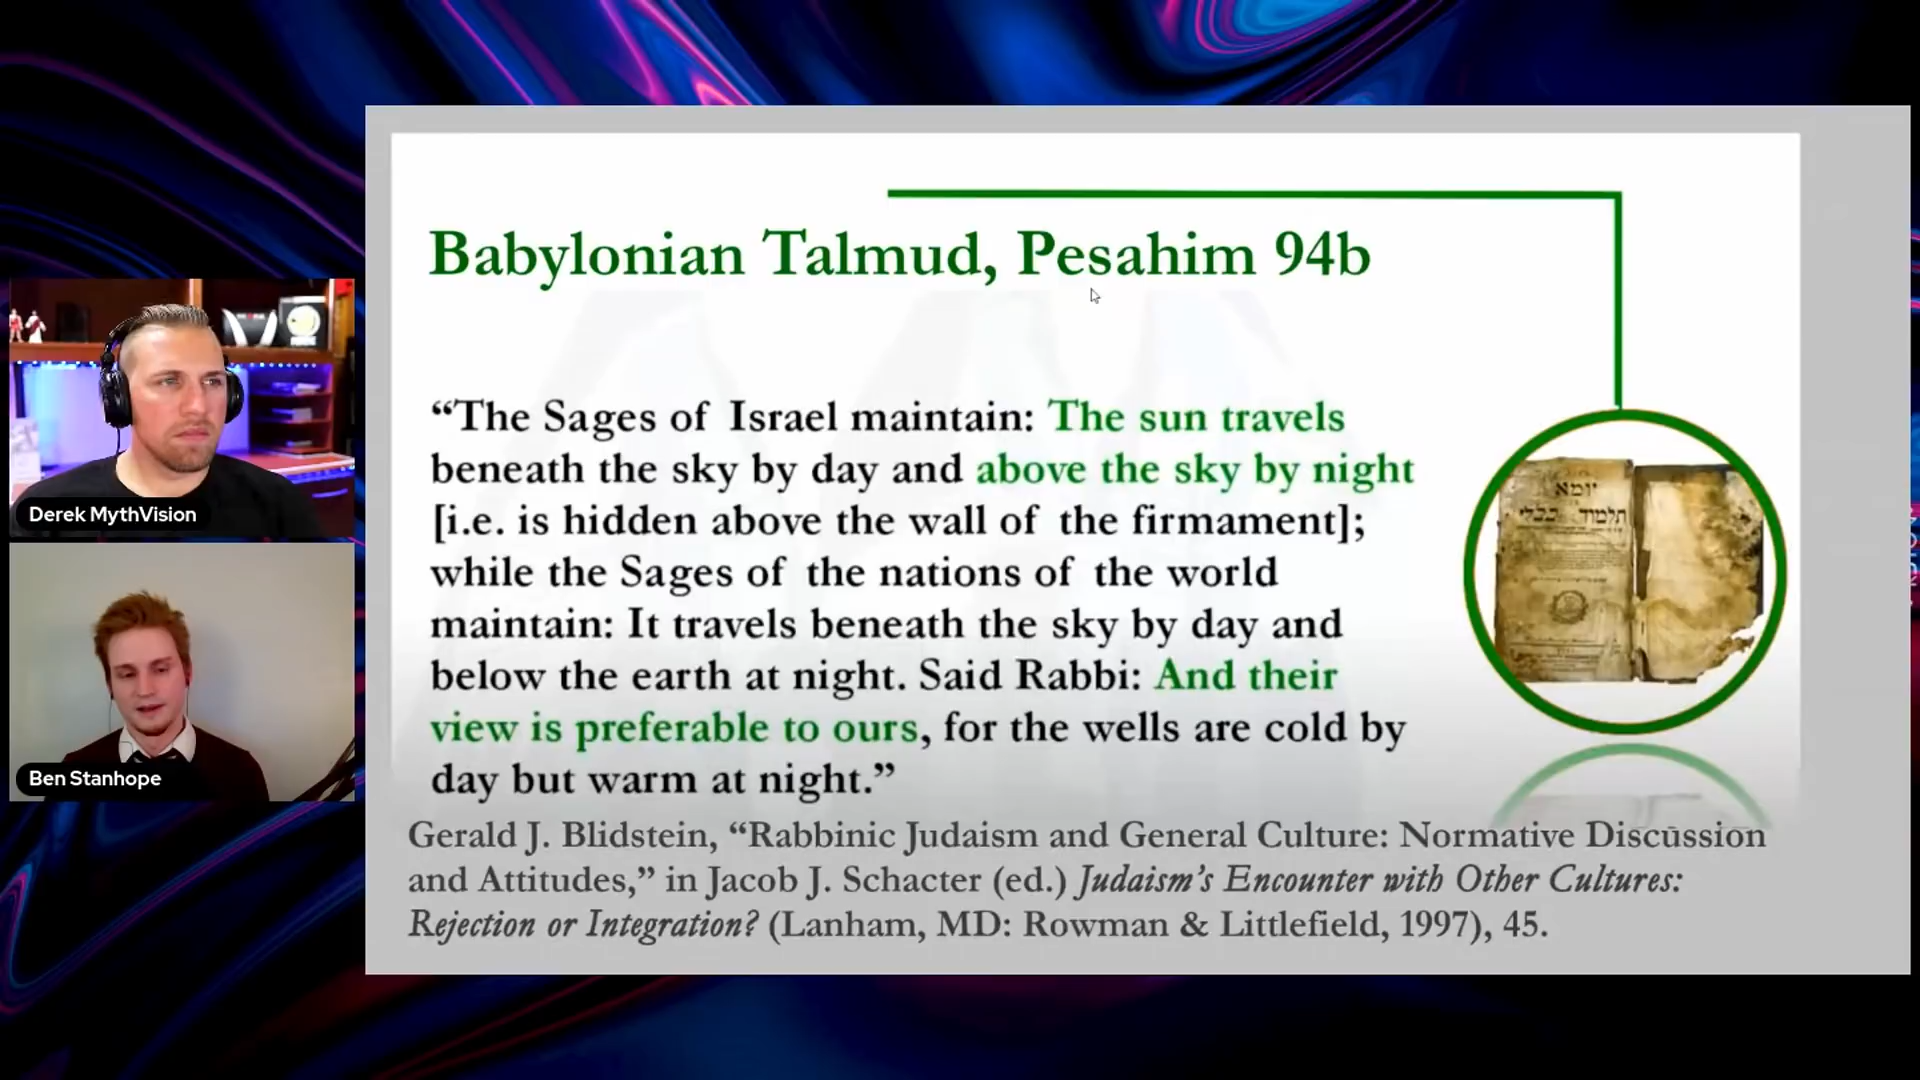 Babylonian Talmud, Pesahim 94b
“The Sages of Israel maintain: The sun travels
beneath the sky by day and above the sky by night
[i.e. is hidden above the wall of the firmament];
while the Sages of the nations of the world
maintain: It travels beneath the sky by day and
below the earth at night. Said Rabbi: And their
view is preferable to ours, for the wells are cold by
day but warm at night.”
יומא
תלמוד בבלי
Gerald J. Blidstein, “Rabbinic Judaism and General Culture: Normative Discussion
and Attitudes,” in Jacob J. Schacter (ed.) Judaism’s Encounter with Other Cultures:
Rejection or Integration? (Lanham, MD: Rowman & Littlefield, 1997), 45.
Derek MythVision
Ben Stanhope